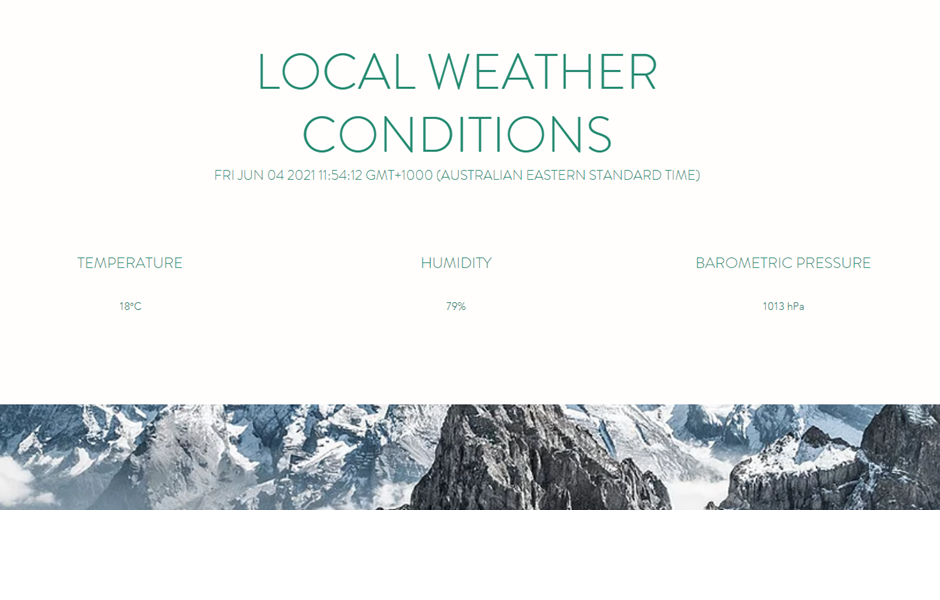 LOCAL WEATHER
CONDITIONS
FRI JUN 04 2021 11:54:12 GMT+1000 (AUSTRALIAN EASTERN STANDARD TIME)
TEMPERATURE HUMIDITY BAROMETRIC PRESSURE
18°C 79% 1013 hPa